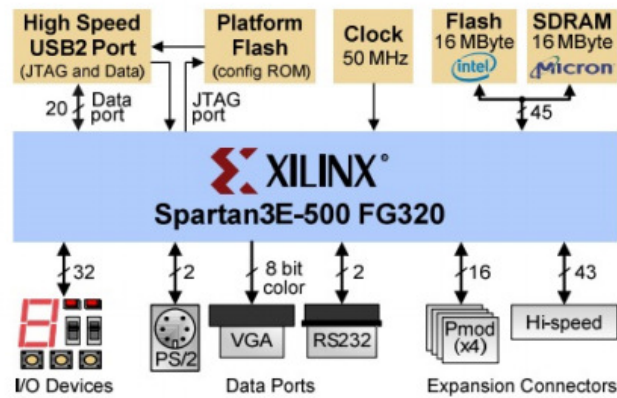 High Speed
USB2 Port
(JTAG and Data)
Platform
Flash
(config ROM)
Clock
50 MHz
Flash
16 MByte
intel
SDRAM
16 MByte
Micron
20
Data
port
JTAG
port
45
XILINX®
Spartan3E-500 FG320
32
2
8 bit
color
2
16
43
PS/2
VGA
RS232
Pmod
(x4)
Hi-speed
I/O Devices
Data Ports
Expansion Connectors